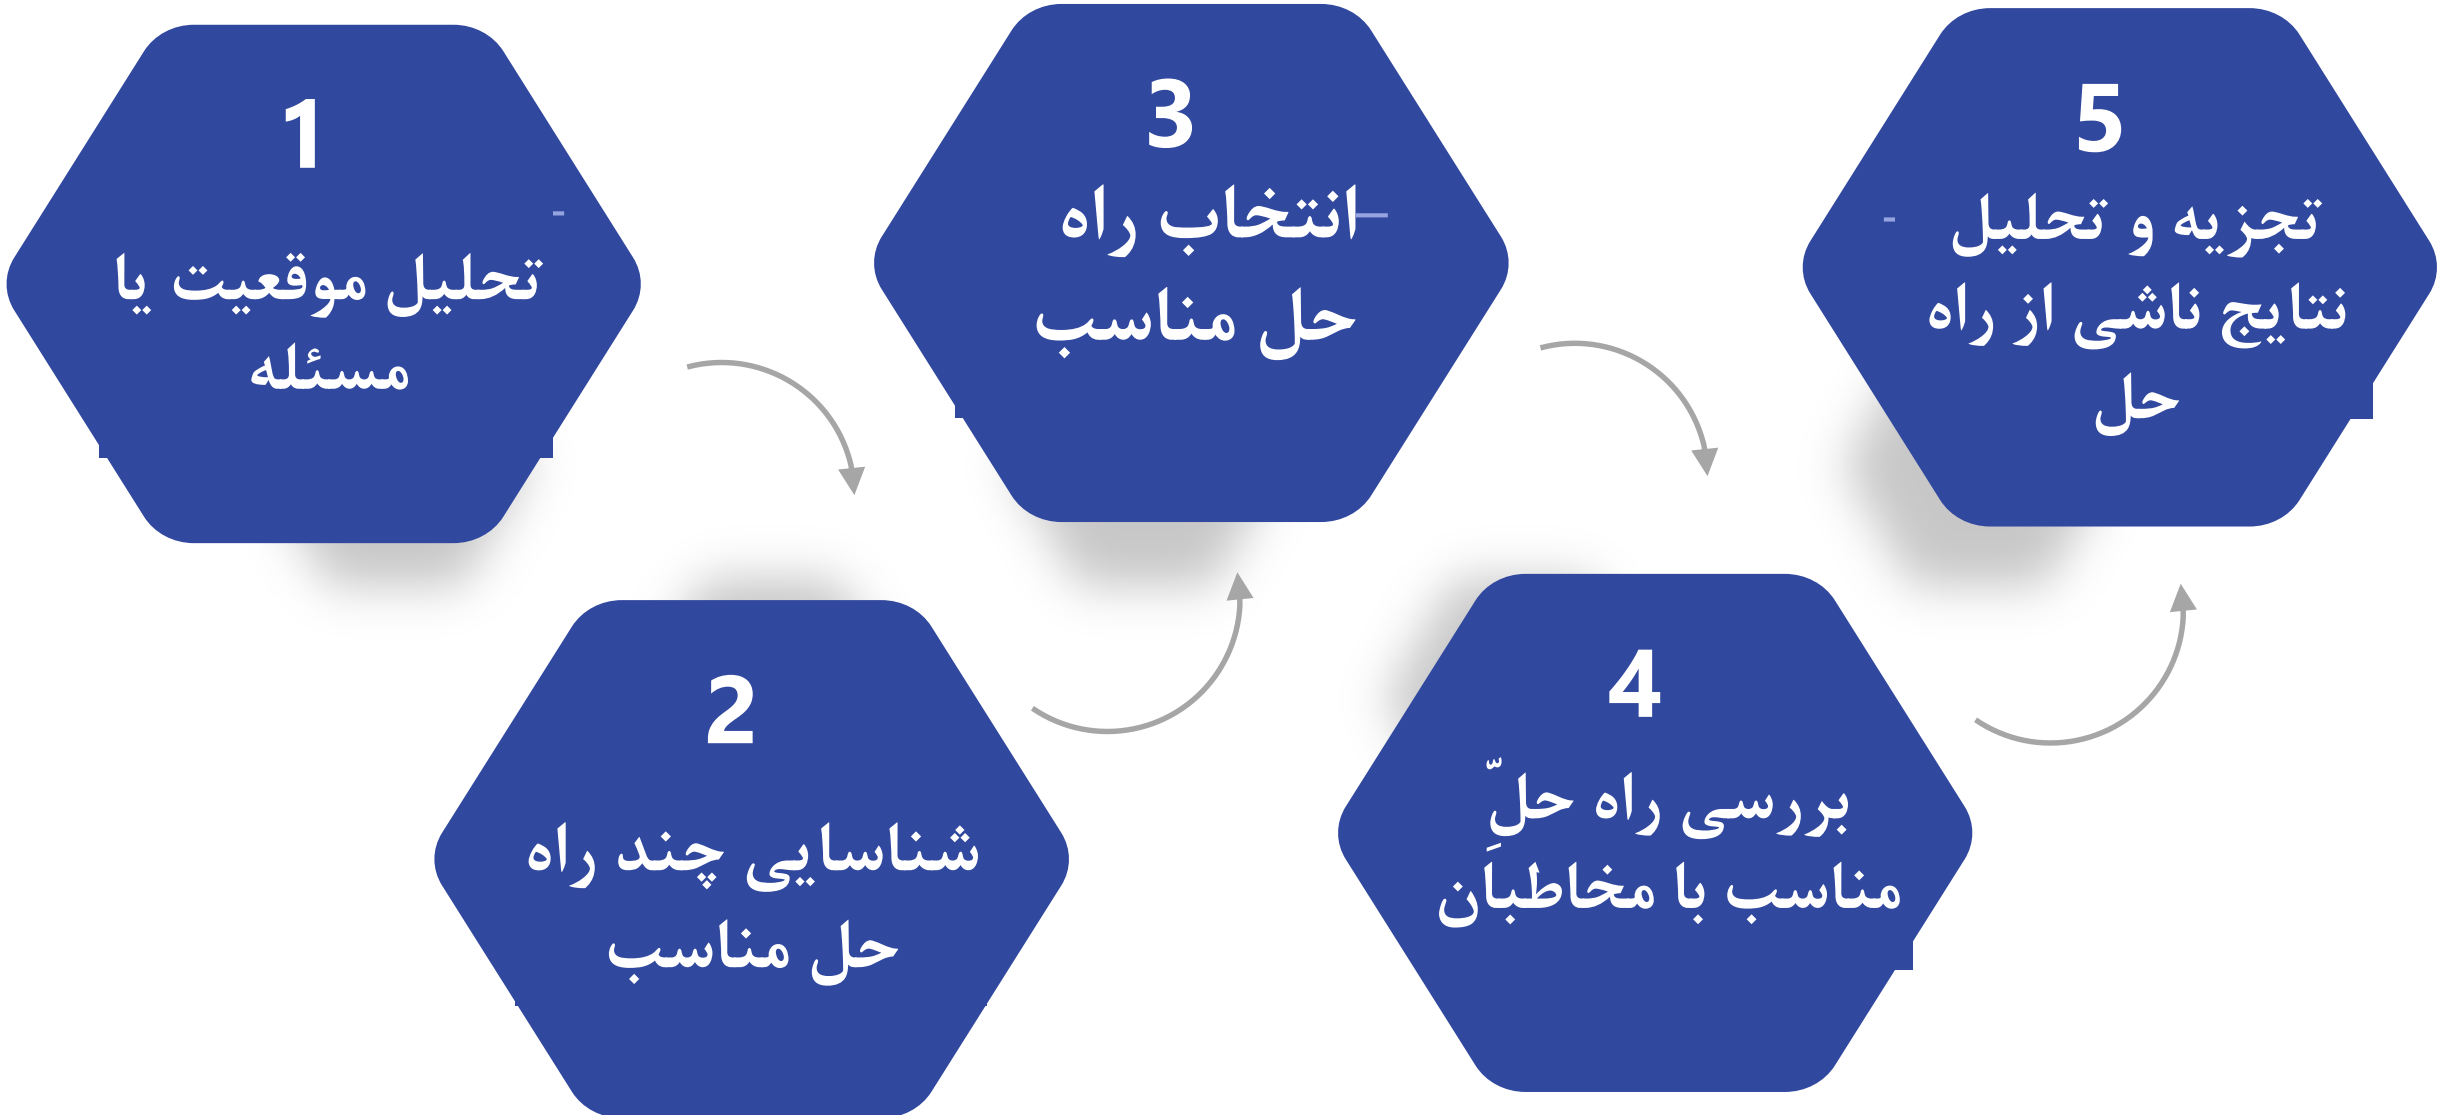 1
تحلیل موقعیت یا
مسئله
2
شناسایی چند راه
حل مناسب
3
انتخاب راه
حل مناسب
4
بررسی راه حلِّ
مناسب با مخاطبان
5
تجزیه و تحلیل
نتایج ناشی از راه
حل